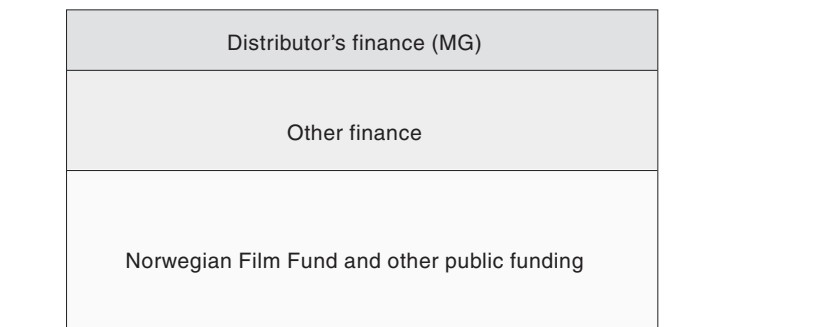 Distributor’s finance (MG)
Other finance
Norwegian Film Fund and other public funding